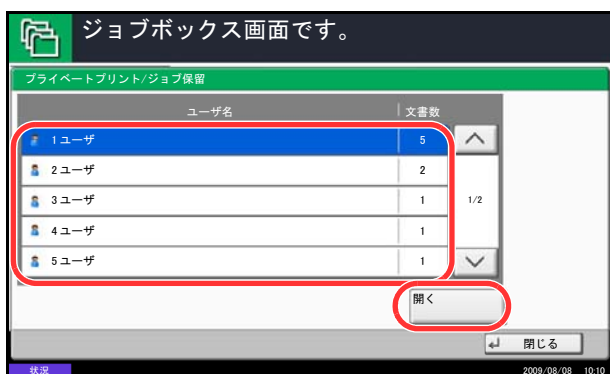 ジョブボックス画面です。
プライベートプリント/ジョブ保留
ユーザ名 文書数
1 ユーザ 5
2 ユーザ 2
3 ユーザ 1 1/2
4 ユーザ 1
5 ユーザ 1
開く
閉じる
状況 2009/08/08 10:10